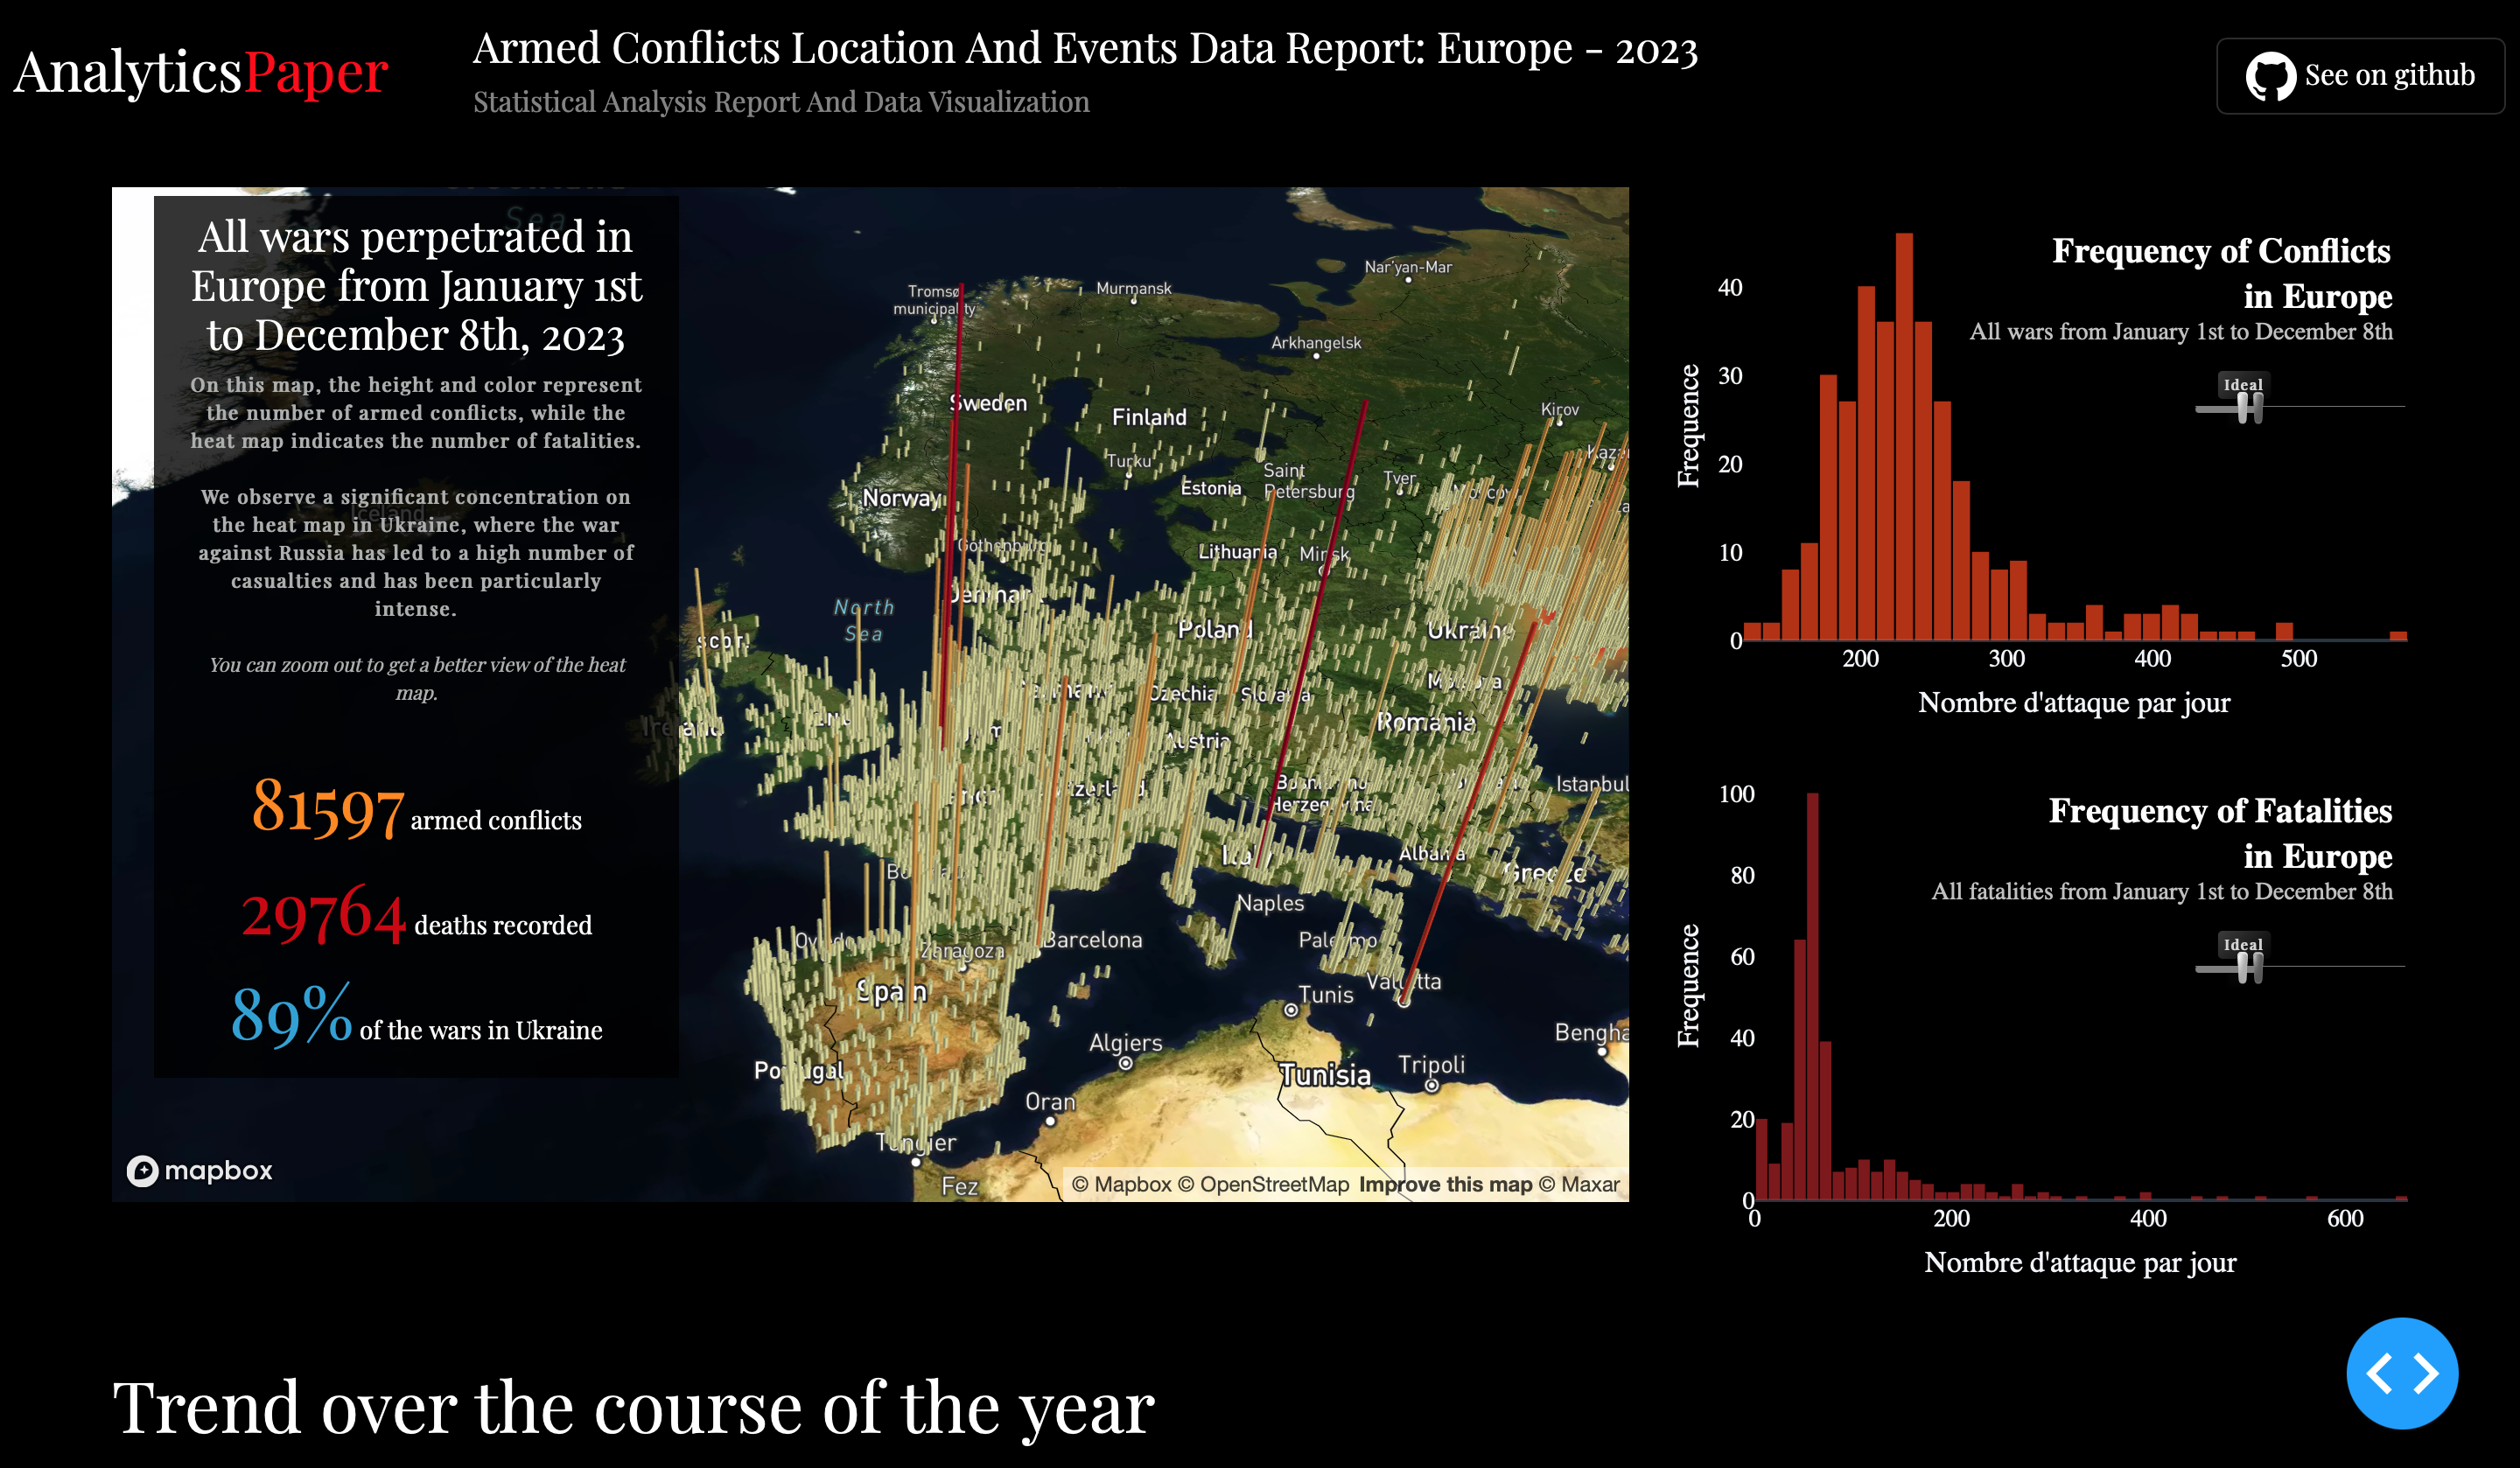 AnalyticsPaper
Armed Conflicts Location And Events Data Report: Europe - 2023
Statistical Analysis Report And Data Visualization
See on github
Sea
All wars perpetrated in
Europe from January 1st
to December 8th, 2023
On this map, the height and color represent
the number of armed conflicts, while the
heat map indicates the number of fatalities.
We observe a significant concentration on
the heat map in Ukraine, where the war
against Russia has led to a high number of
casualties and has been particularly
intense.
You can zoom out to get a better view of the heat
map.
81597 armed conflicts
29764 deaths recorded
89% of the wars in Ukraine
Iceland
Nar'yan-Mar
Murmansk
Tromsø
municipality
Arkhangelsk
Sweden
Finland
Kirov
Turku
Saint
Petersburg
Tver
Estonia
Norway
Gothenburg
Lithuania
Minsk
Denmark
North
Sea
Poland
Ukraine
Czechia
Slovakia
Moldova
Romania
Ireland
Austria
Switzerland
Bosnia and
Herzegovina
Istanbul
Italy
Albania
Greece
Naples
Oviedo
Zaragoza
Barcelona
Palermo
Valletta
Spain
Tunis
Algiers
Bengha
Portugal
Tunisia
Tripoli
Oran
Tangier
Fez
mapbox
© Mapbox © OpenStreetMap Improve this map © Maxar
Frequency of Conflicts
in Europe
All wars from January 1st to December 8th
Ideal
Frequence
40
30
20
10
0
200 300 400 500
Nombre d'attaque par jour
Frequency of Fatalities
in Europe
All fatalities from January 1st to December 8th
Ideal
Frequence
100
80
60
40
20
0
0 200 400 600
Nombre d'attaque par jour
Trend over the course of the year